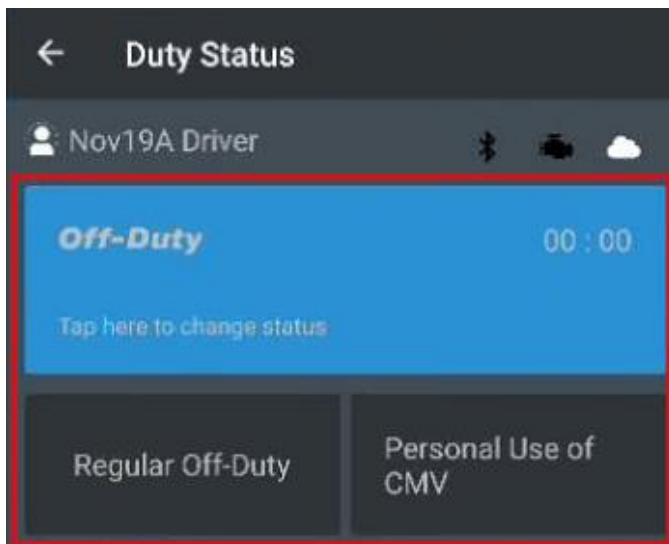 Duty Status
Nov19A Driver
Off-Duty
00 : 00
Tap here to change status
Regular Off-Duty
Personal Use of
CMV